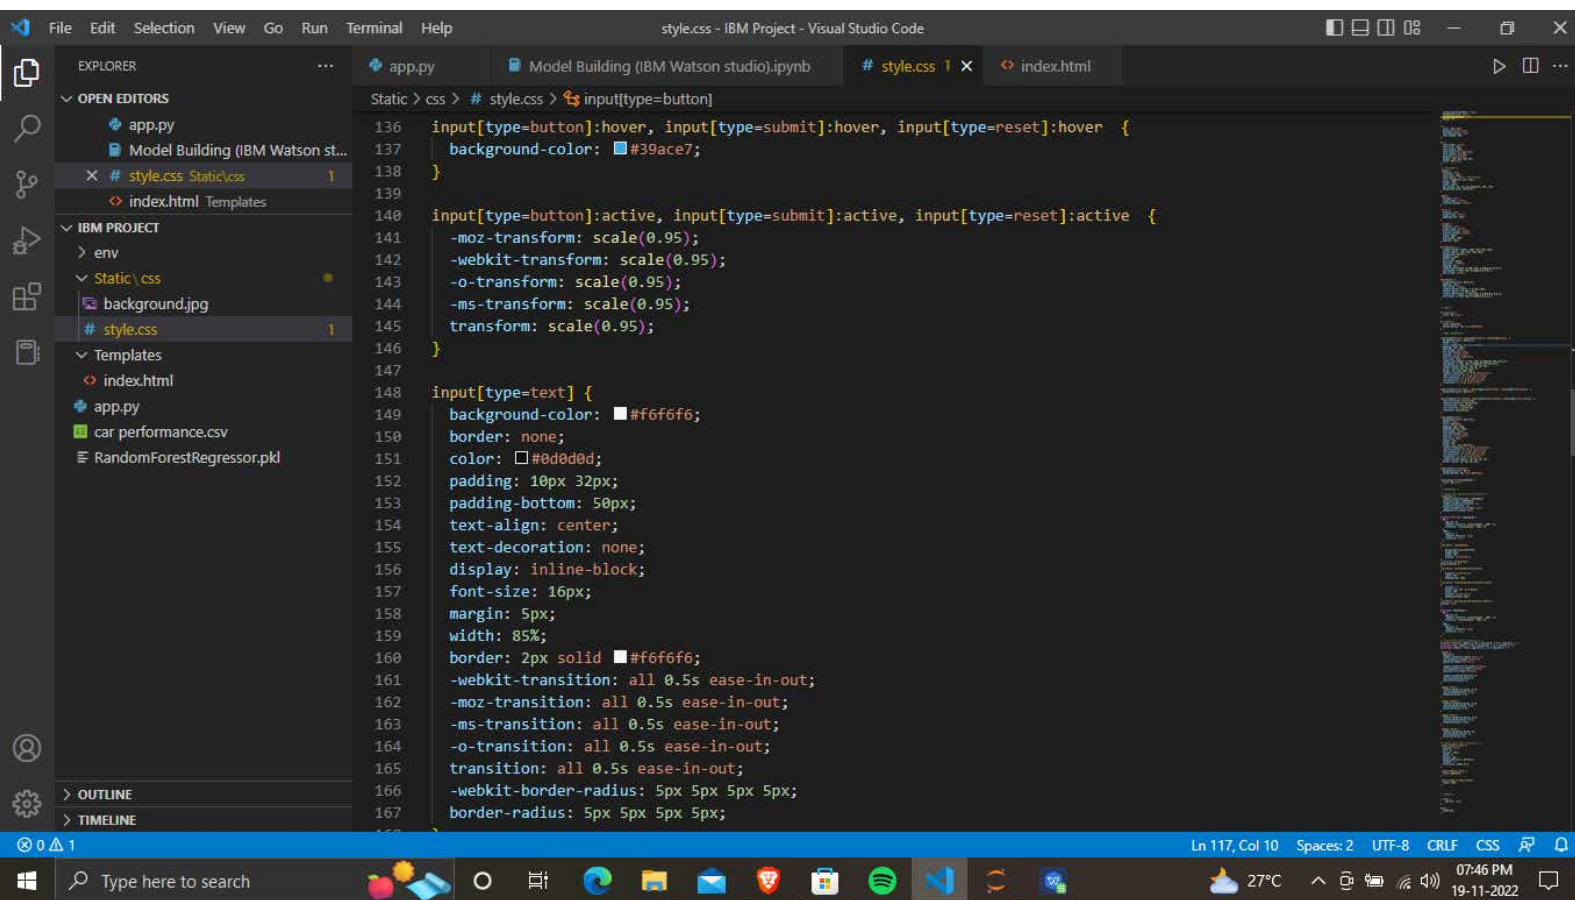 File Edit Selection View Go Run Terminal Help style.css - IBM Project - Visual Studio Code
EXPLORER ···
app.py Model Building (IBM Watson studio).ipynb # style.css 1 × <> index.html
OPEN EDITORS
app.py
Model Building (IBM Watson st...
× # style.css Static\css 1
<> index.html Templates
IBM PROJECT
> env
Static \ css
background.jpg
# style.css 1
Templates
<> index.html
app.py
car performance.csv
RandomForestRegressor.pkl
> OUTLINE
> TIMELINE
Static > css > # style.css > input[type=button]
136 input[type=button]:hover, input[type=submit]:hover, input[type=reset]:hover {
137 background-color: #39ace7;
138 }
139
140 input[type=button]:active, input[type=submit]:active, input[type=reset]:active {
141 -moz-transform: scale(0.95);
142 -webkit-transform: scale(0.95);
143 -o-transform: scale(0.95);
144 -ms-transform: scale(0.95);
145 transform: scale(0.95);
146 }
147
148 input[type=text] {
149 background-color: #f6f6f6;
150 border: none;
151 color: #0d0d0d;
152 padding: 10px 32px;
153 padding-bottom: 50px;
154 text-align: center;
155 text-decoration: none;
156 display: inline-block;
157 font-size: 16px;
158 margin: 5px;
159 width: 85%;
160 border: 2px solid #f6f6f6;
161 -webkit-transition: all 0.5s ease-in-out;
162 -moz-transition: all 0.5s ease-in-out;
163 -ms-transition: all 0.5s ease-in-out;
164 -o-transition: all 0.5s ease-in-out;
165 transition: all 0.5s ease-in-out;
166 -webkit-border-radius: 5px 5px 5px 5px;
167 border-radius: 5px 5px 5px 5px;
0 1 Ln 117, Col 10 Spaces: 2 UTF-8 CRLF CSS
Type here to search 27°C 07:46 PM
19-11-2022